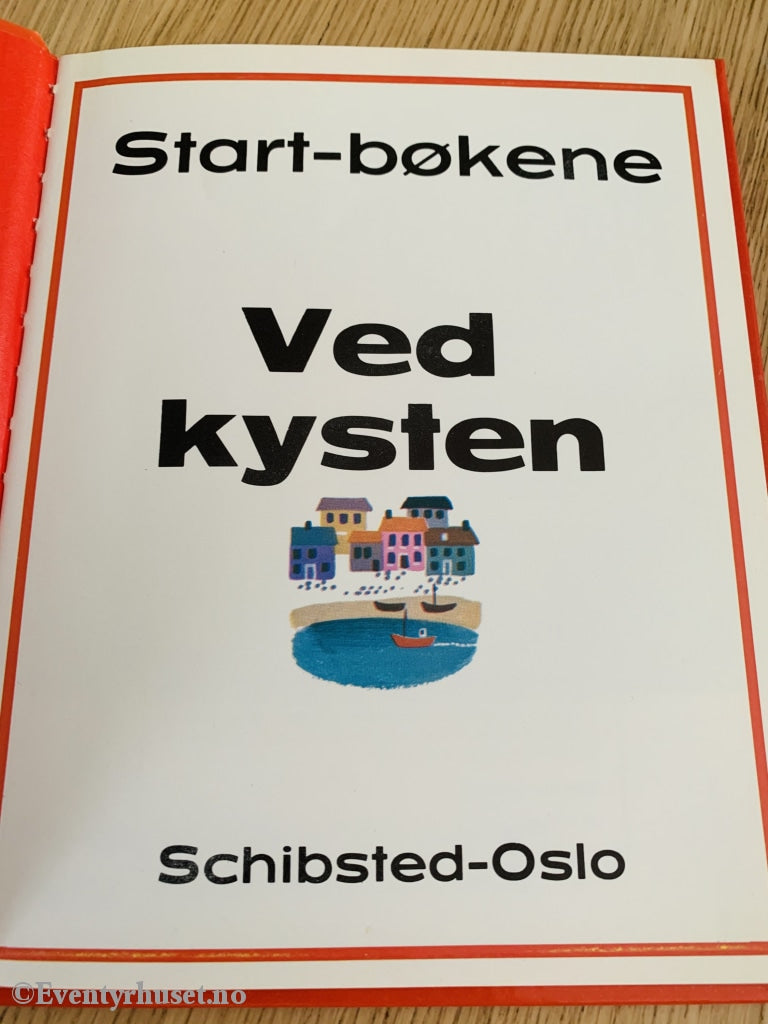 Start-bøkene
Ved
kysten
Schibsted-Oslo
©Eventyrhuset.no